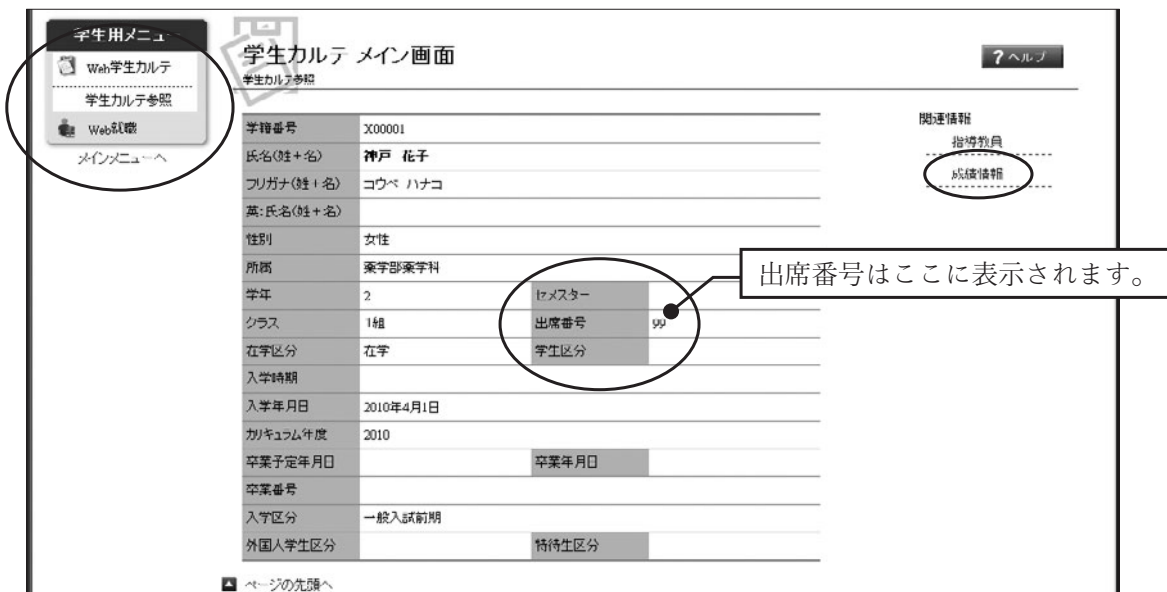 学生用メニュー
Web学生カルテ
学生カルテ参照
Web就職
メインメニューへ
学生カルテ メイン画面
学生カルテ参照
?ヘルプ
学籍番号 X00001
氏名(姓+名) 神戸 花子
フリガナ(姓+名) コウベ ハナコ
英:氏名(姓+名)
性別 女性
所属 薬学部薬学科
学年 2 セメスター
クラス 1組 出席番号 99
在学区分 在学 学生区分
入学時期
入学年月日 2010年4月1日
カリキュラム年度 2010
卒業予定年月日 卒業年月日
卒業番号
入学区分 一般入試前期
外国人学生区分 特待生区分
ページの先頭へ
関連情報
指導教員
成績情報
出席番号はここに表示されます。